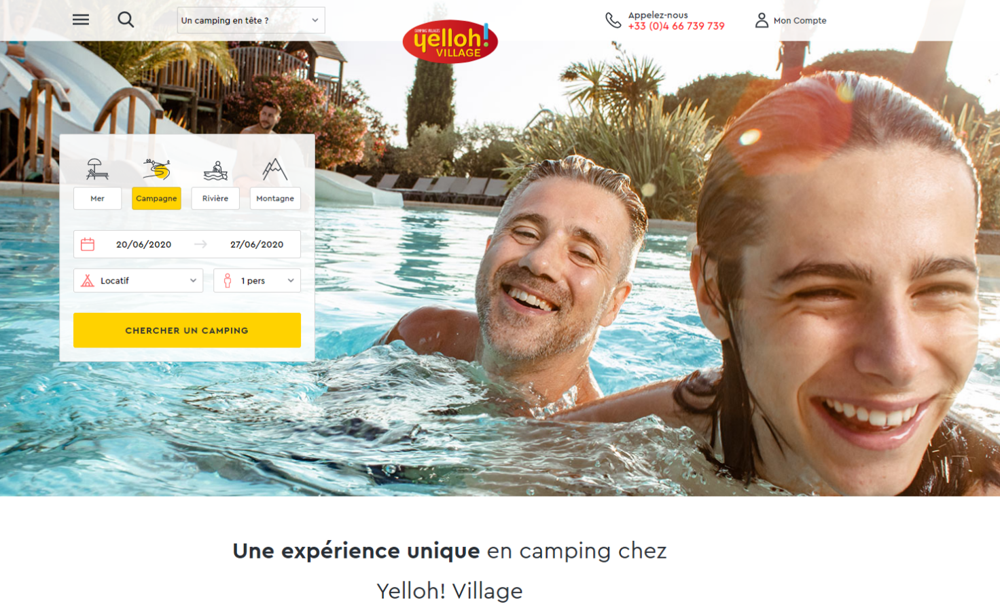 Un camping en tête ?
CAMPING VILLAGES
yelloh!
VILLAGE
Appelez-nous
+33 (0)4 66 739 739
Mon Compte
Mer
Campagne
Rivière
Montagne
20/06/2020
27/06/2020
Locatif
1 pers
CHERCHER UN CAMPING
Une expérience unique en camping chez
Yelloh! Village